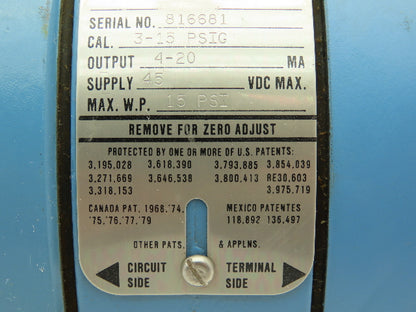 SERIAL NO. 816681
CAL. 3-15 PSIG
OUTPUT 4-20 MA
SUPPLY 45 VDC MAX.
MAX. W.P. 15 PSI
REMOVE FOR ZERO ADJUST
PROTECTED BY ONE OR MORE OF U.S. PATENTS:
3,195,028 3,618,390 3,793,885 3,854,039
3,271,669 3,646,538 3,800,413 RE30,603
3,318,153 3,975,719
CANADA PAT. 1968,'74, MEXICO PATENTES
'75,'76,'77,'79 118,892 136,497
OTHER PATS. & APPLNS.
CIRCUIT TERMINAL
SIDE SIDE